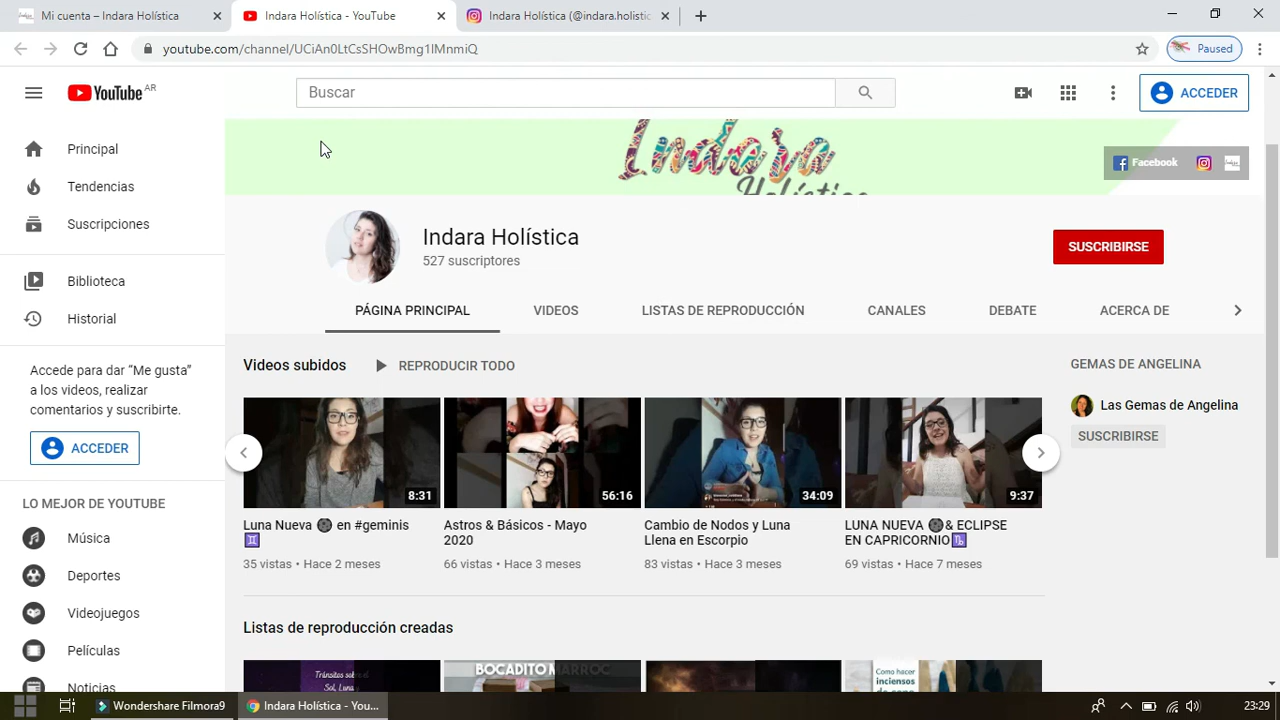 Mi cuenta - Indara Holística
Indara Holística - YouTube
Indara Holística (@indara.holistic
youtube.com/channel/UCiAn0LtCsSHOwBmg1lMnmiQ
Paused
YouTube AR
Buscar
ACCEDER
Principal
Tendencias
Suscripciones
Biblioteca
Historial
Accede para dar “Me gusta”
a los videos, realizar
comentarios y suscribirte.
ACCEDER
LO MEJOR DE YOUTUBE
Música
Deportes
Videojuegos
Películas
Noticias
Indara
Holística
Facebook
Indara Holística
527 suscriptores
SUSCRIBIRSE
PÁGINA PRINCIPAL
VIDEOS
LISTAS DE REPRODUCCIÓN
CANALES
DEBATE
ACERCA DE
Videos subidos
REPRODUCIR TODO
8:31
56:16
34:09
9:37
Luna Nueva 🌚 en #geminis
♊
35 vistas • Hace 2 meses
Astros & Básicos - Mayo
2020
66 vistas • Hace 3 meses
Cambio de Nodos y Luna
Llena en Escorpio
83 vistas • Hace 3 meses
LUNA NUEVA 🌚& ECLIPSE
EN CAPRICORNIO♑
69 vistas • Hace 7 meses
GEMAS DE ANGELINA
Las Gemas de Angelina
SUSCRIBIRSE
Listas de reproducción creadas
Tránsitos sobre el
Sol, Luna
BOCADITO MARROC
Como hacer
inciensos
Wondershare Filmora9
Indara Holística - You...
23:29